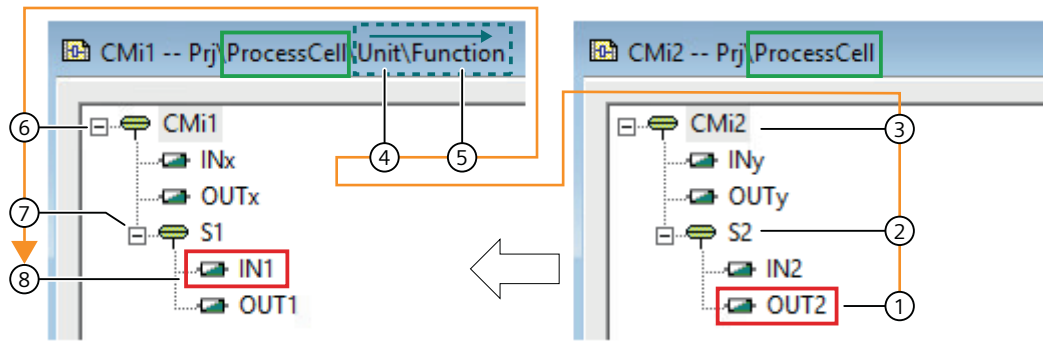 CMi1 -- Prj\ProcessCell\Unit\Function
6
CMi1
4
5
INx
OUTx
7
S1
8
IN1
OUT1
CMi2 -- Prj\ProcessCell
CMi2
3
INy
OUTy
S2
2
IN2
OUT2
1